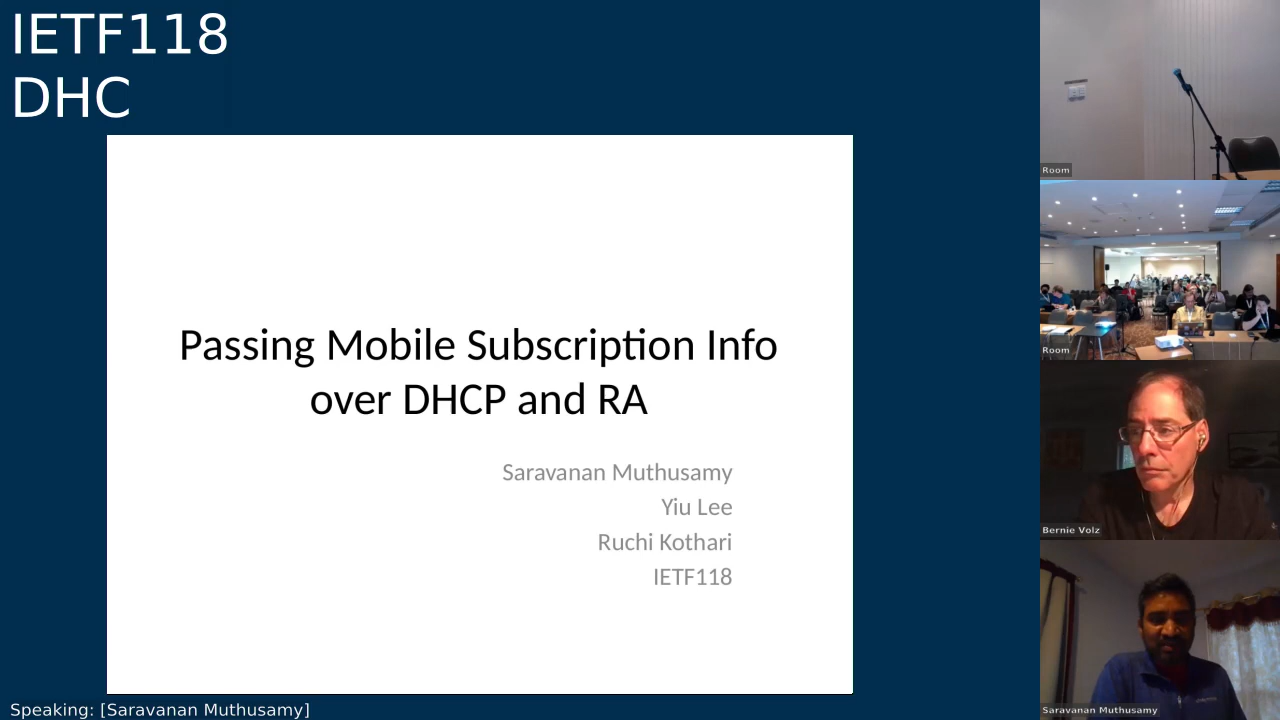 IETF118
DHC
Passing Mobile Subscription Info
over DHCP and RA
Saravanan Muthusamy
Yiu Lee
Ruchi Kothari
IETF118
Speaking: [Saravanan Muthusamy]
Room
Room
Bernie Volz
Saravanan Muthusamy